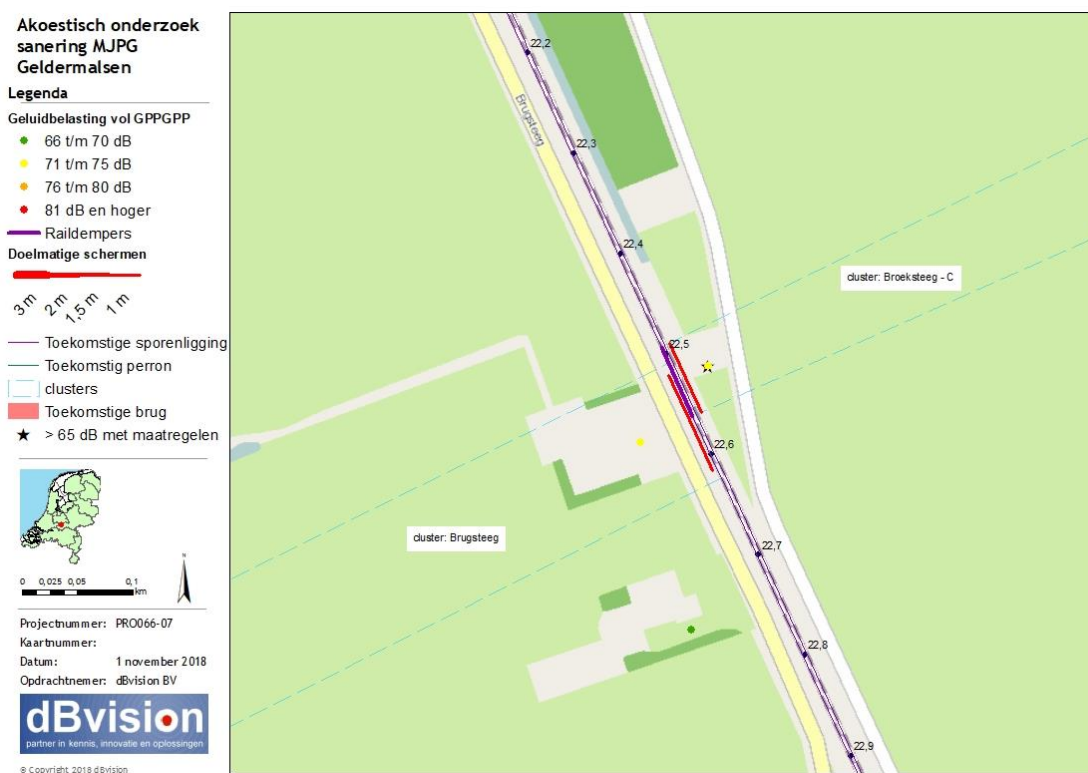 Akoestisch onderzoek
sanering MJPG
Geldermalsen
Legenda
Geluidbelasting vol GPPGPP
66 t/m 70 dB
71 t/m 75 dB
76 t/m 80 dB
81 dB en hoger
Raildempers
Doelmatige schermen
3 m
2 m
1,5 m
1 m
Toekomstige sporenligging
Toekomstig perron
clusters
Toekomstige brug
> 65 dB met maatregelen
N
0 0,025 0,05 0,1
km
Projectnummer: PRO066-07
Kaartnummer:
Datum: 1 november 2018
Opdrachtnemer: dBvision BV
dBvision
partner in kennis, innovatie en oplossingen
© Copyright 2018 dBvision
22,2
Brugsteeg
22,3
22,4
cluster: Broeksteeg - C
22,5
22,6
cluster: Brugsteeg
22,7
22,8
22,9